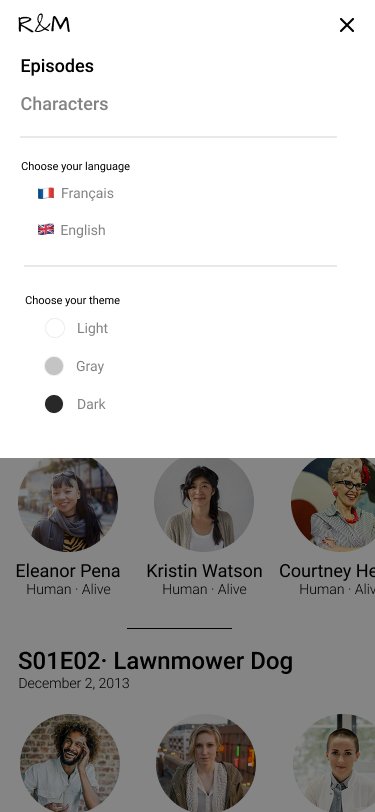 R&M
Episodes
Characters
Choose your language
Français
English
Choose your theme
Light
Gray
Dark
Eleanor Pena
Kristin Watson
Courtney He
Human · Alive
Human · Alive
Human · Aliv
S01E02· Lawnmower Dog
December 2, 2013